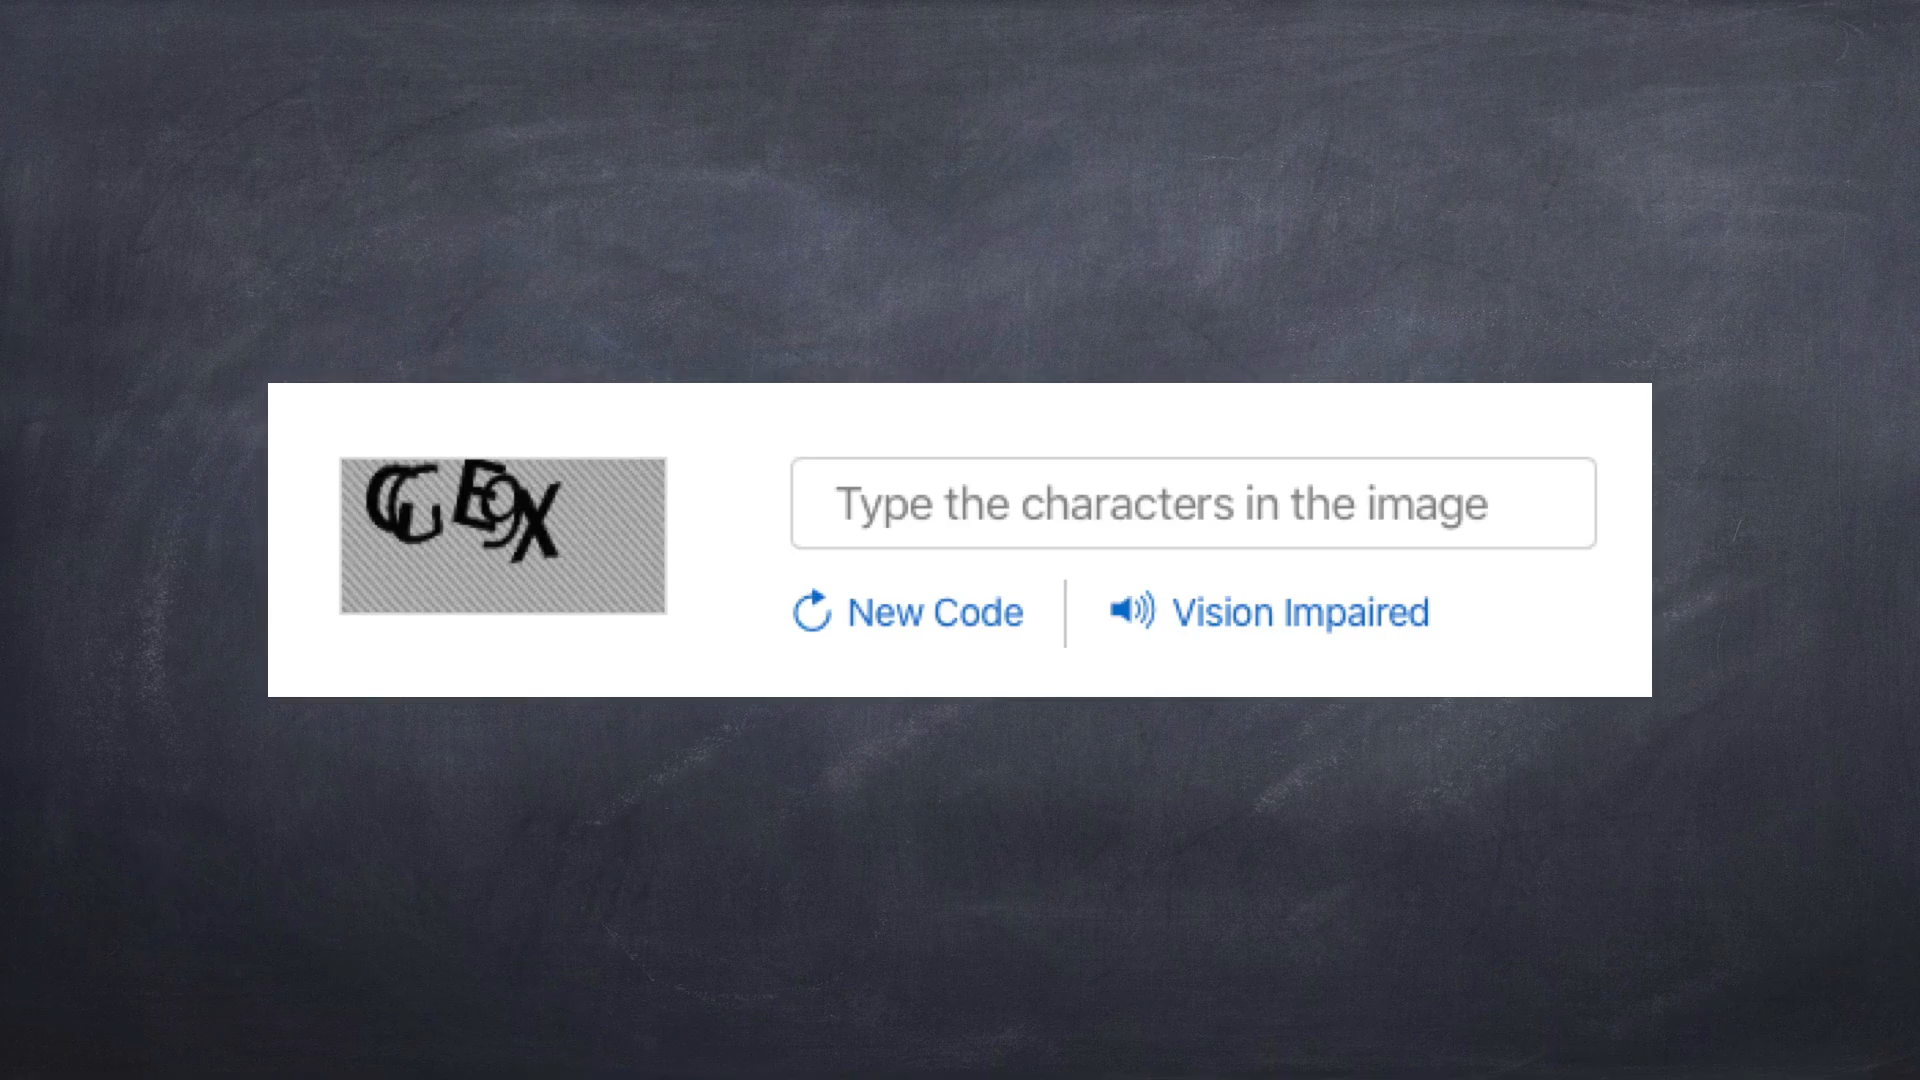 Type the characters in the image
New Code
Vision Impaired